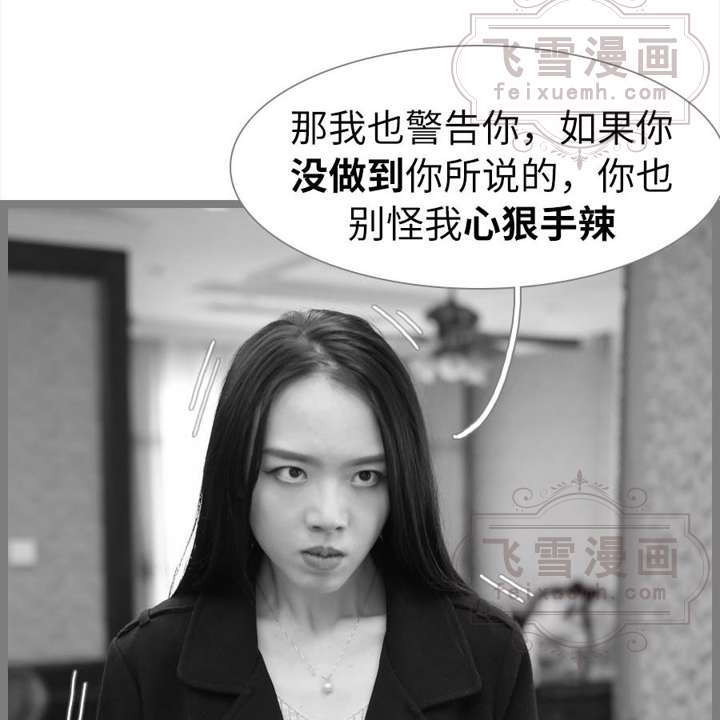 飞雪漫画
feixuemh.com
那我也警告你，如果你
没做到你所说的，你也
别怪我心狠手辣
飞雪漫画
feixuemh.com